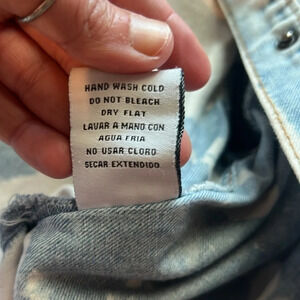 HAND WASH COLD
DO NOT BLEACH
DRY FLAT
LAVAR A MANO CON
AGUA FRIA
NO USAR CLORO
SECAR EXTENDIDO